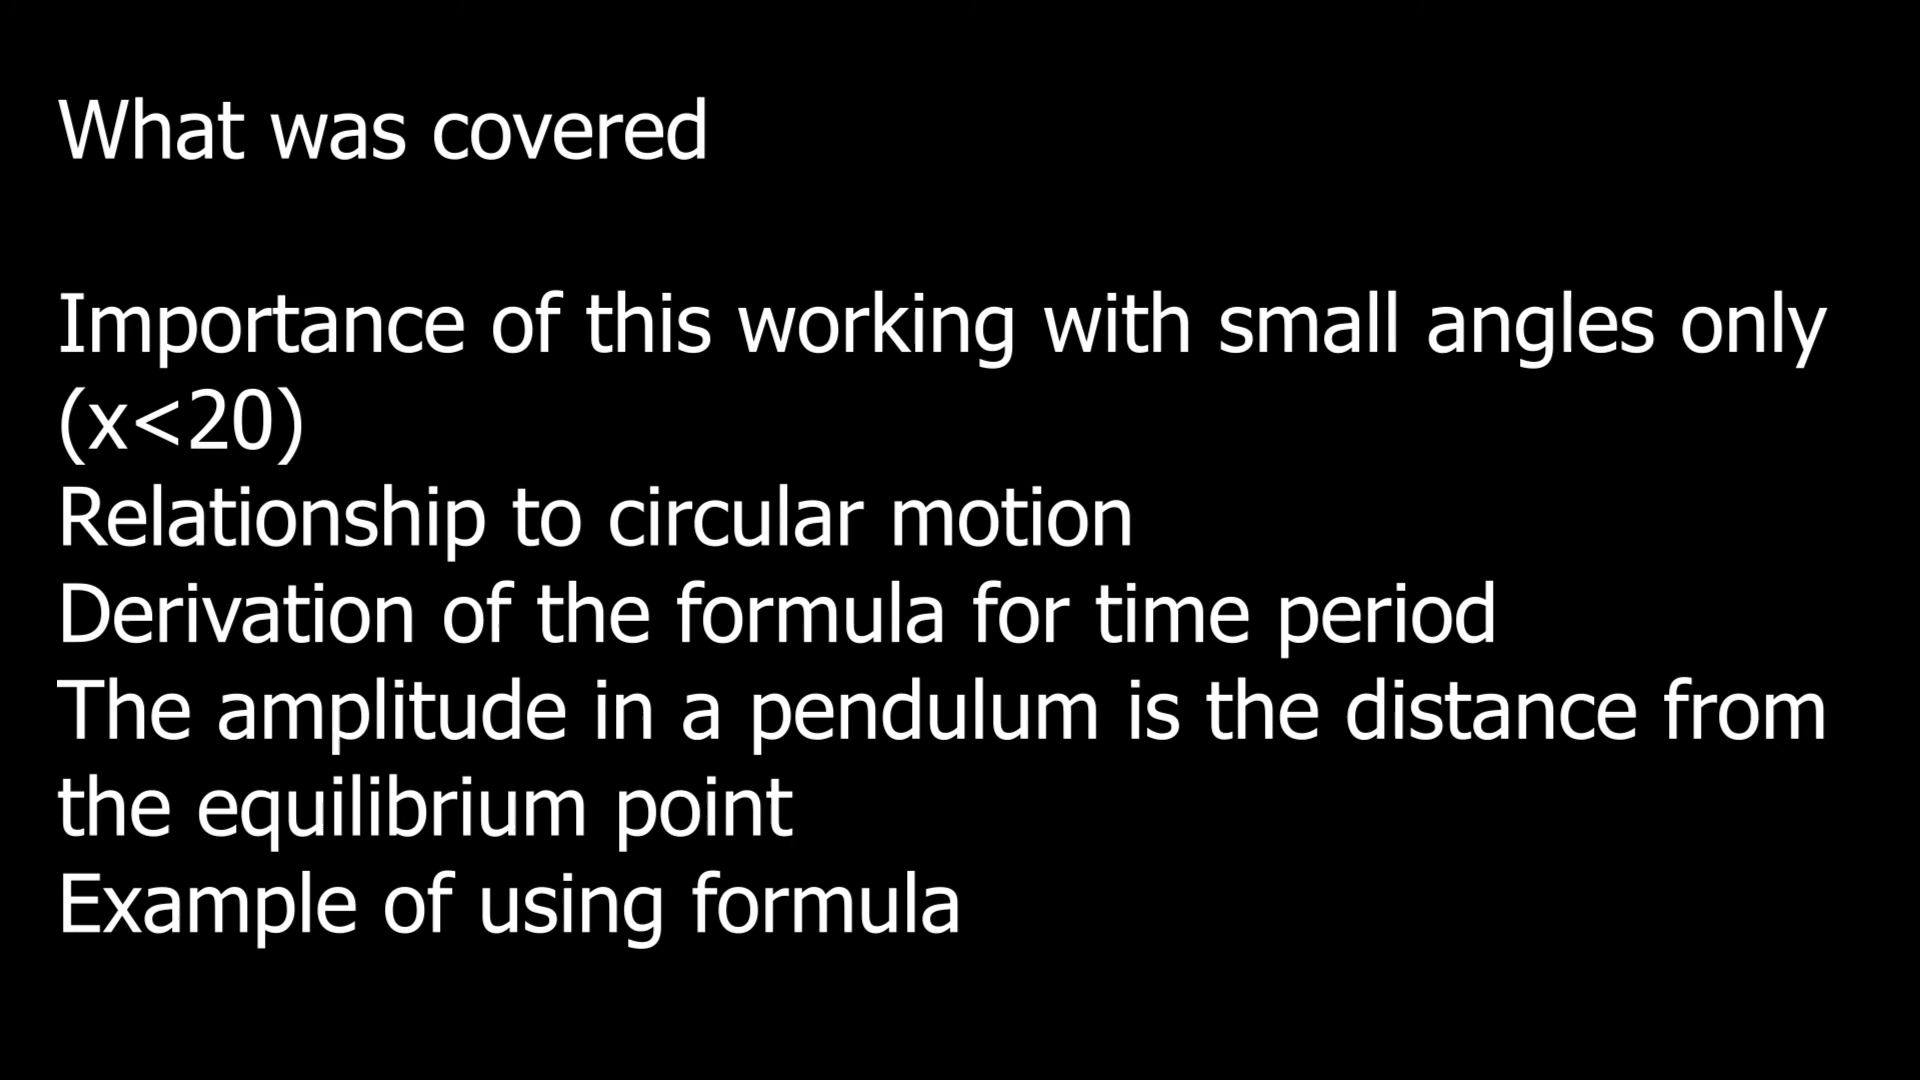 What was covered
Importance of this working with small angles only
(x<20)
Relationship to circular motion
Derivation of the formula for time period
The amplitude in a pendulum is the distance from
the equilibrium point
Example of using formula